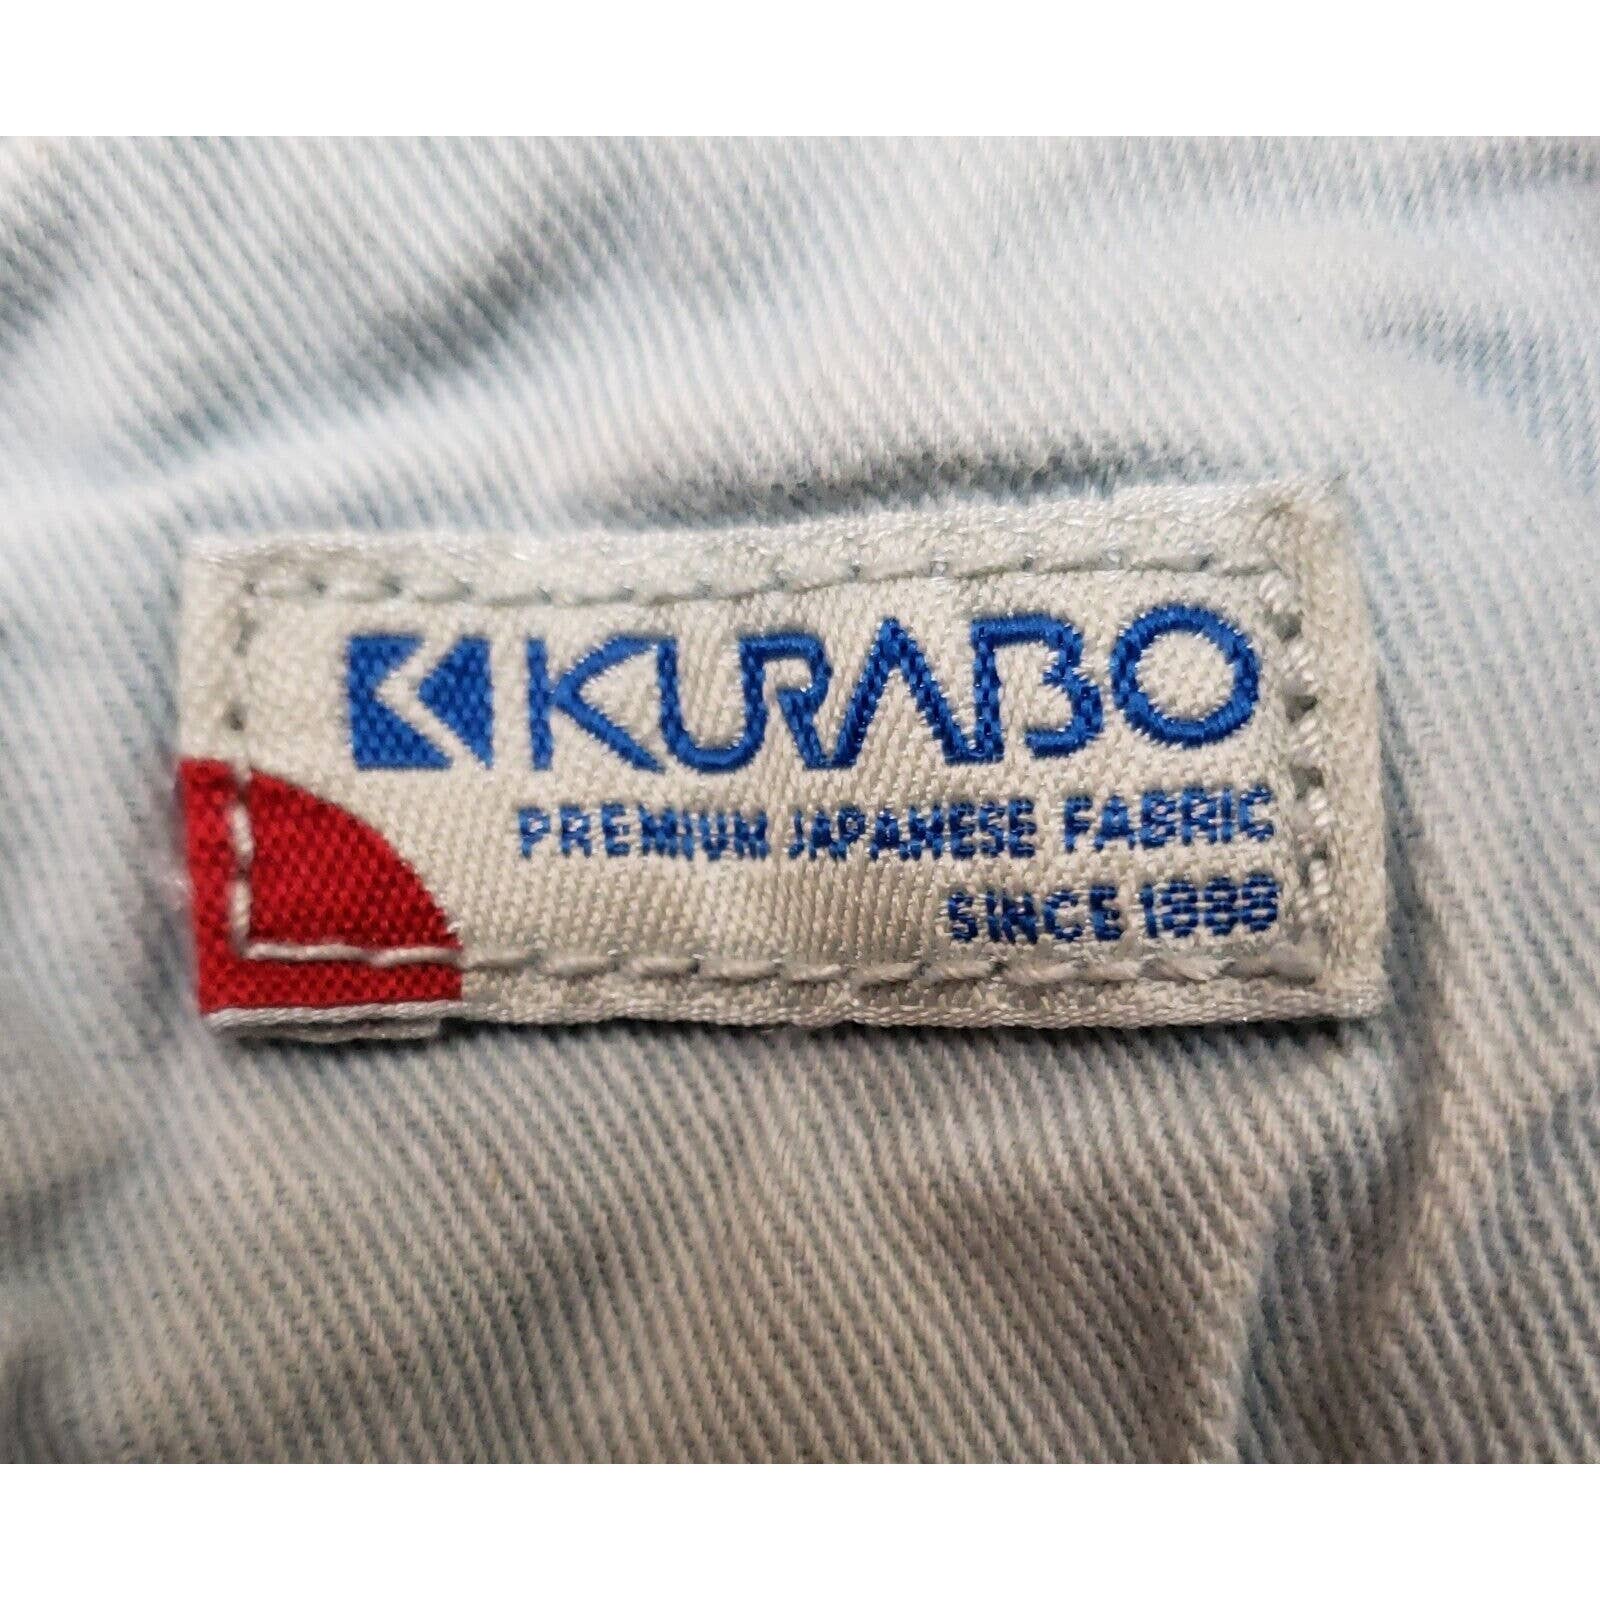 KURABO
PREMIUM JAPANESE FABRIC
SINCE 1888